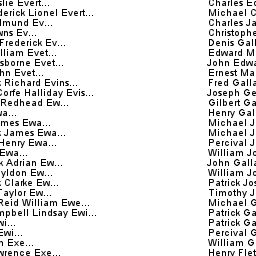 slie Evert...
derick Lionel Evert...
dmund Ev...
wns Ev...
Frederick Ev...
lliam Evet...
sborne Evet...
hn Evet...
Richard Evins...
Corfe Halliday Evis...
Redhead Ew...
wa...
mes Ewa...
James Ewa...
Henry Ewa...
Ewa...
k Adrian Ew...
yldon Ew...
Clarke Ew...
Taylor Ew...
Reid William Ewe...
mpbell Lindsay Ewi...
wi...
Ewi...
n Exe...
wrence Exe...
Charles Ed
Michael C
Charles Ja
Christophe
Denis Gall
Edward M
John Edwa
Ernest Ma
Fred Galla
Joseph Ge
Gilbert Ga
Henry Gal
Michael J
Michael J
Percival J
William Jo
John Galla
William Jo
Patrick Jos
Timothy J
Michael G
Patrick Ga
Patrick Ga
Percival G
William G
Henry Flet